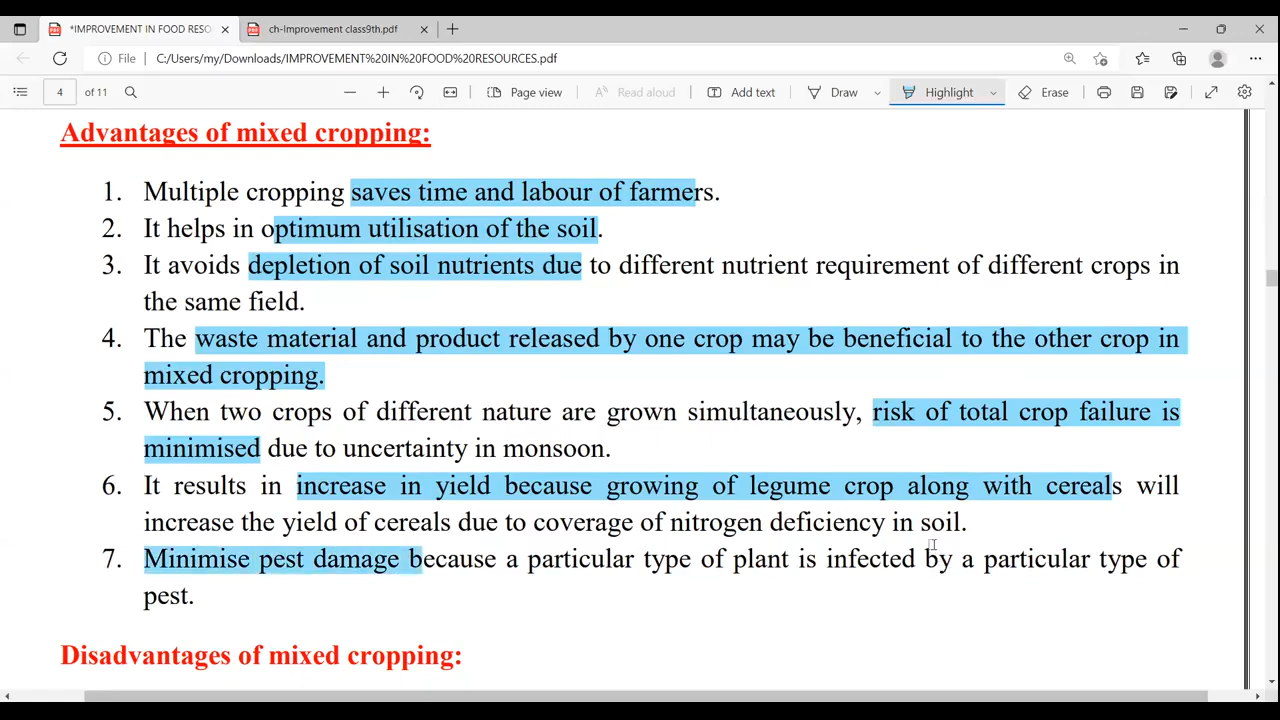 *IMPROVEMENT IN FOOD RESO
ch-Improvement class9th.pdf
File
C:/Users/my/Downloads/IMPROVEMENT%20IN%20FOOD%20RESOURCES.pdf
4 of 11
Page view
Read aloud
Add text
Draw
Highlight
Erase
Advantages of mixed cropping:
1. Multiple cropping saves time and labour of farmers.
2. It helps in optimum utilisation of the soil.
3. It avoids depletion of soil nutrients due to different nutrient requirement of different crops in
the same field.
4. The waste material and product released by one crop may be beneficial to the other crop in
mixed cropping.
5. When two crops of different nature are grown simultaneously, risk of total crop failure is
minimised due to uncertainty in monsoon.
6. It results in increase in yield because growing of legume crop along with cereals will
increase the yield of cereals due to coverage of nitrogen deficiency in soil.
7. Minimise pest damage because a particular type of plant is infected by a particular type of
pest.
Disadvantages of mixed cropping: